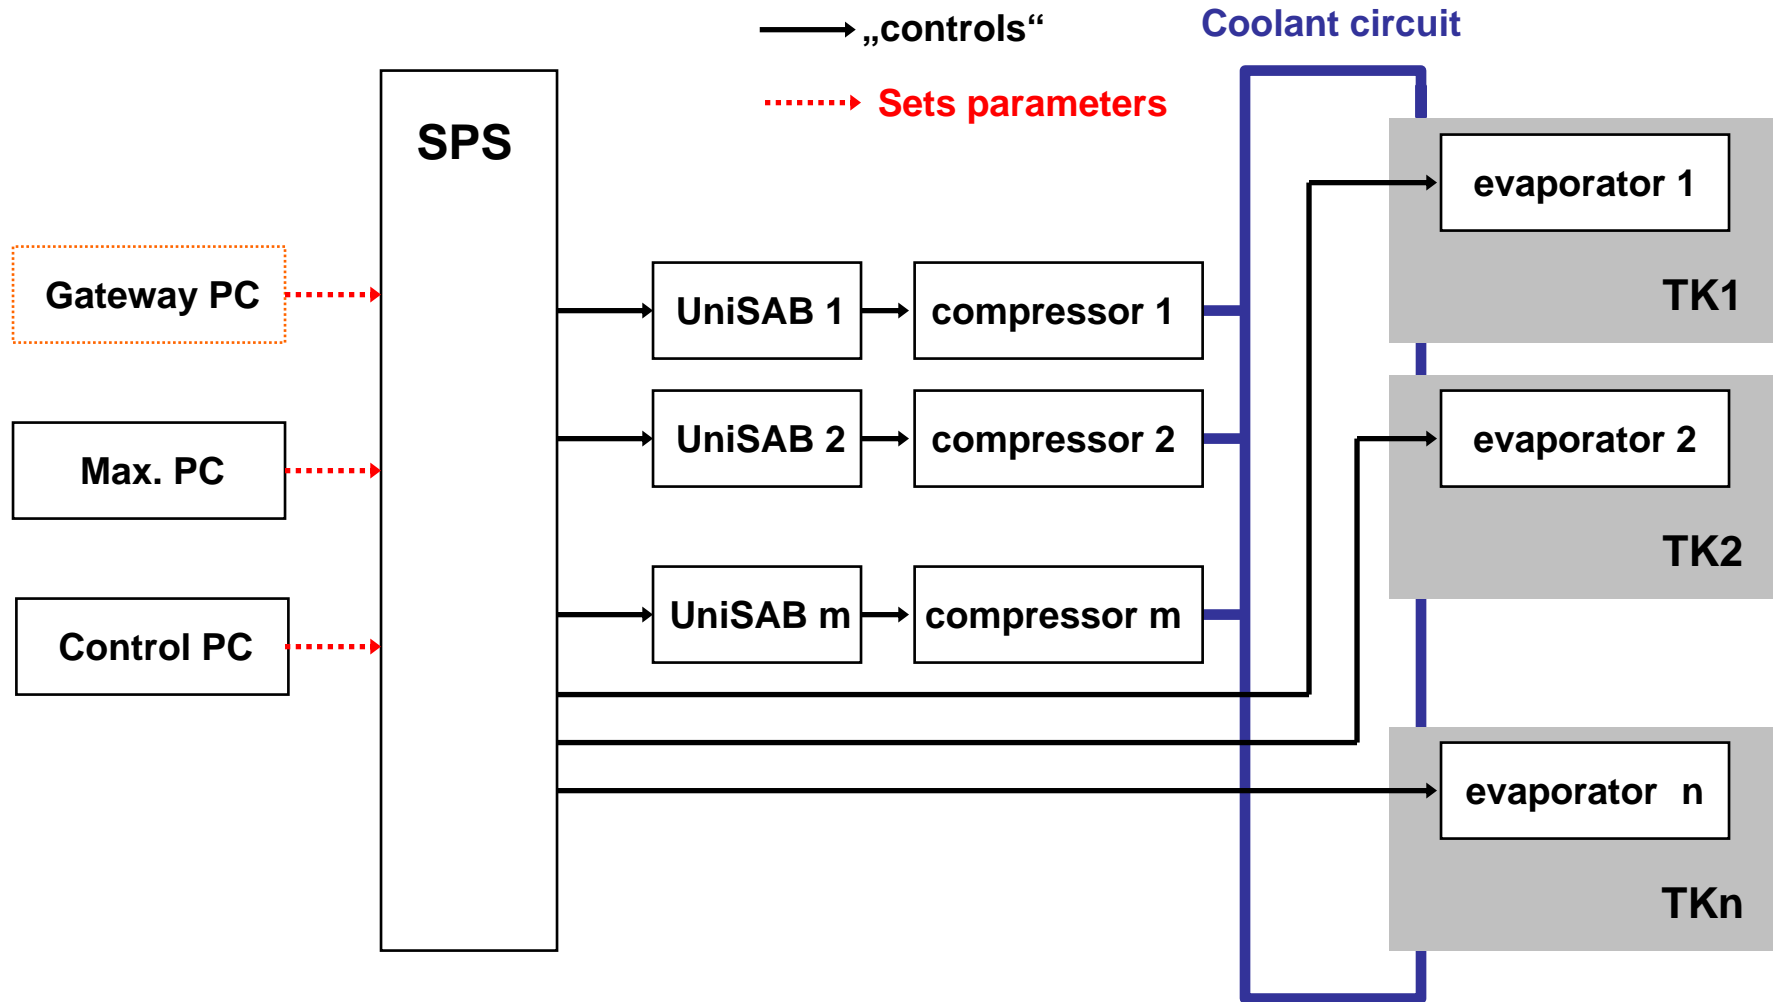 „controls“
Coolant circuit
Sets parameters
SPS
evaporator 1
TK1
Gateway PC
UniSAB 1
compressor 1
Max. PC
UniSAB 2
compressor 2
evaporator 2
TK2
Control PC
UniSAB m
compressor m
evaporator n
TKn